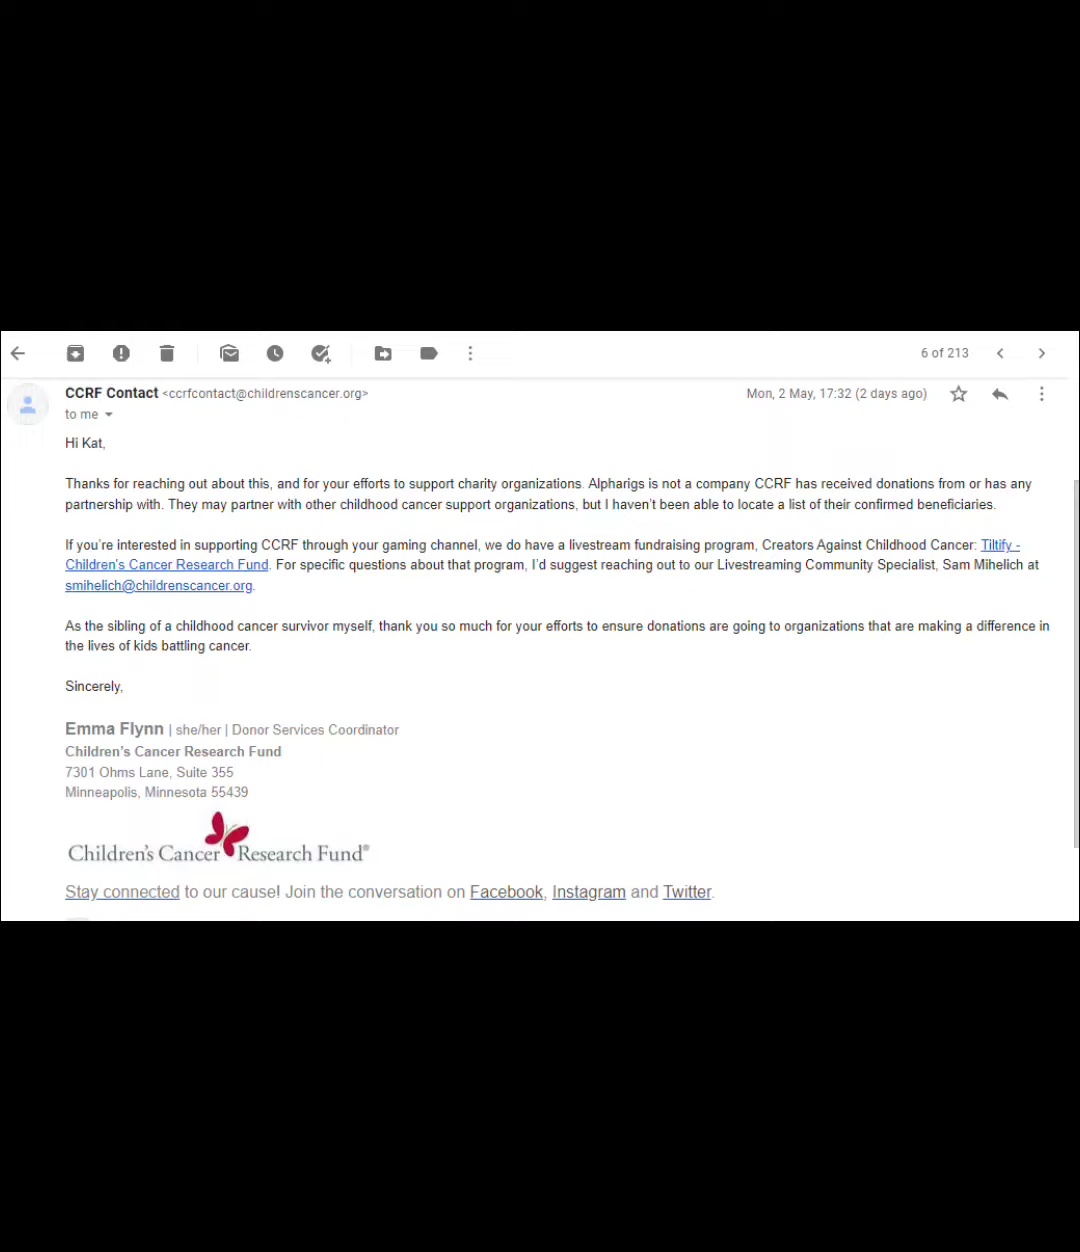 6 of 213
CCRF Contact <ccrfcontact@childrenscancer.org>
Mon, 2 May, 17:32 (2 days ago)
to me
Hi Kat,
Thanks for reaching out about this, and for your efforts to support charity organizations. Alpharigs is not a company CCRF has received donations from or has any
partnership with. They may partner with other childhood cancer support organizations, but I haven't been able to locate a list of their confirmed beneficiaries.
If you're interested in supporting CCRF through your gaming channel, we do have a livestream fundraising program, Creators Against Childhood Cancer: Tiltify -
Children's Cancer Research Fund. For specific questions about that program, I'd suggest reaching out to our Livestreaming Community Specialist, Sam Mihelich at
smihelich@childrenscancer.org.
As the sibling of a childhood cancer survivor myself, thank you so much for your efforts to ensure donations are going to organizations that are making a difference in
the lives of kids battling cancer.
Sincerely,
Emma Flynn | she/her | Donor Services Coordinator
Children's Cancer Research Fund
7301 Ohms Lane, Suite 355
Minneapolis, Minnesota 55439
Children's Cancer Research Fund®
Stay connected to our cause! Join the conversation on Facebook, Instagram and Twitter.